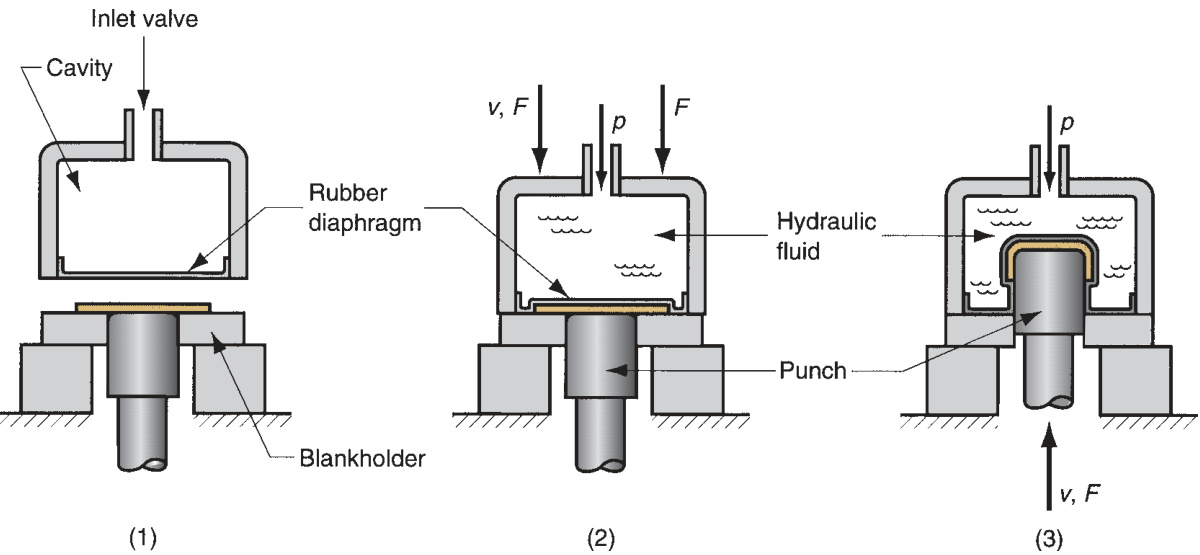 Inlet valve
Cavity
Rubber
diaphragm
Blankholder
v, F
p
F
Hydraulic
fluid
Punch
p
v, F
(1)
(2)
(3)